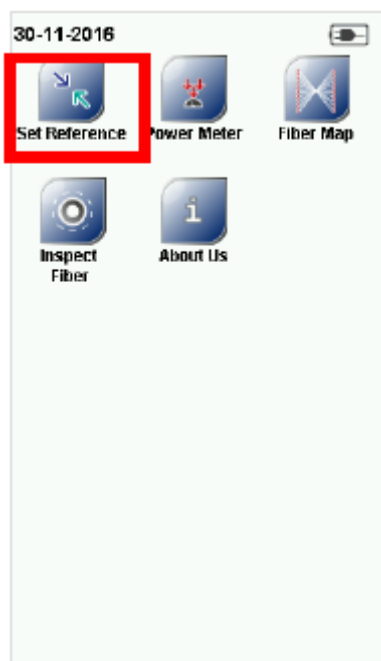 30-11-2016
Set Reference
Power Meter
Fiber Map
Inspect
Fiber
i
About Us